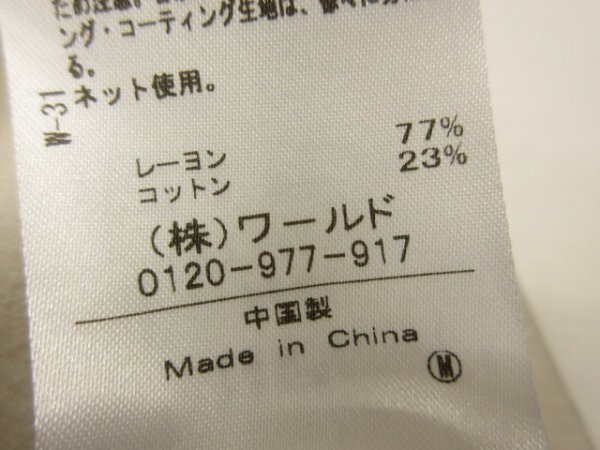 ング・コーティング生地は、
る。
ネット使用。
W-31
レーヨン 77%
コットン 23%
(株)ワールド
0120-977-917
中国製
Made in China
M